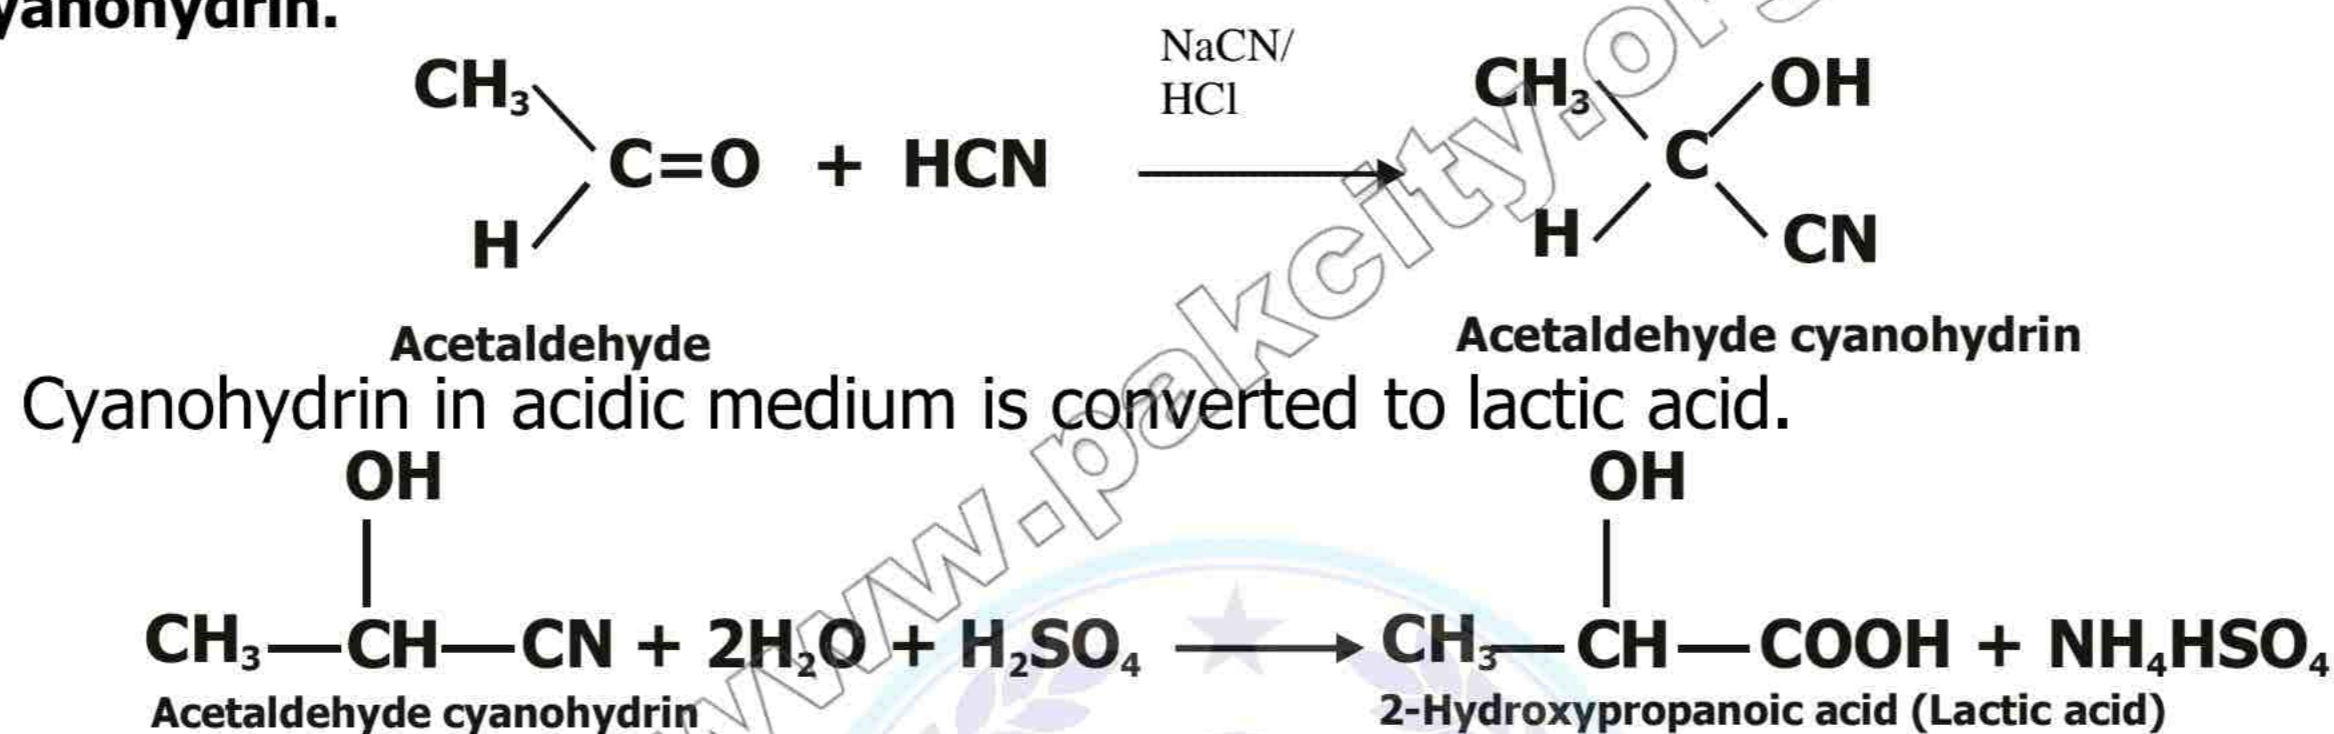 yanohydrin.
NaCN/
HCl
CH₃ OH
C=O + HCN C
H H CN
Acetaldehyde Acetaldehyde cyanohydrin
Cyanohydrin in acidic medium is converted to lactic acid.
OH OH
CH₃—CH—CN + 2H₂O + H₂SO₄ ⟶ CH₃—CH—COOH + NH₄HSO₄
Acetaldehyde cyanohydrin 2-Hydroxypropanoic acid (Lactic acid)
www.pakcity.org